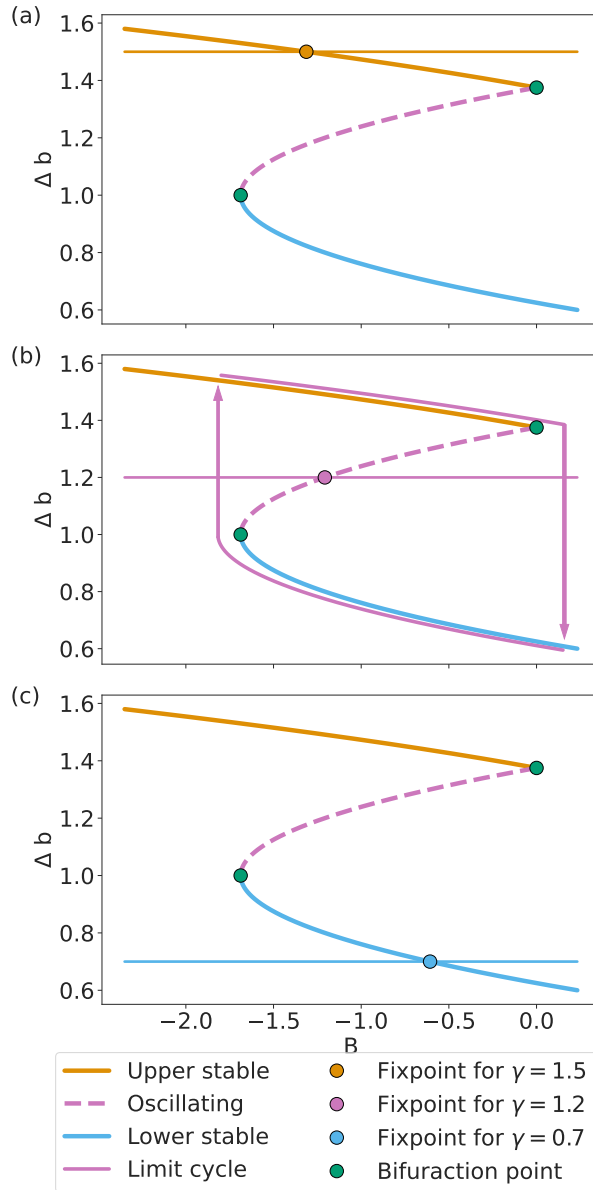 (a)
1.6
1.4
1.2
1.0
0.8
0.6
Δ b
(b)
1.6
1.4
1.2
1.0
0.8
0.6
Δ b
(c)
1.6
1.4
1.2
1.0
0.8
0.6
Δ b
−2.0 −1.5 −1.0 −0.5 0.0
B
Upper stable
Oscillating
Lower stable
Limit cycle
Fixpoint for γ = 1.5
Fixpoint for γ = 1.2
Fixpoint for γ = 0.7
Bifuraction point